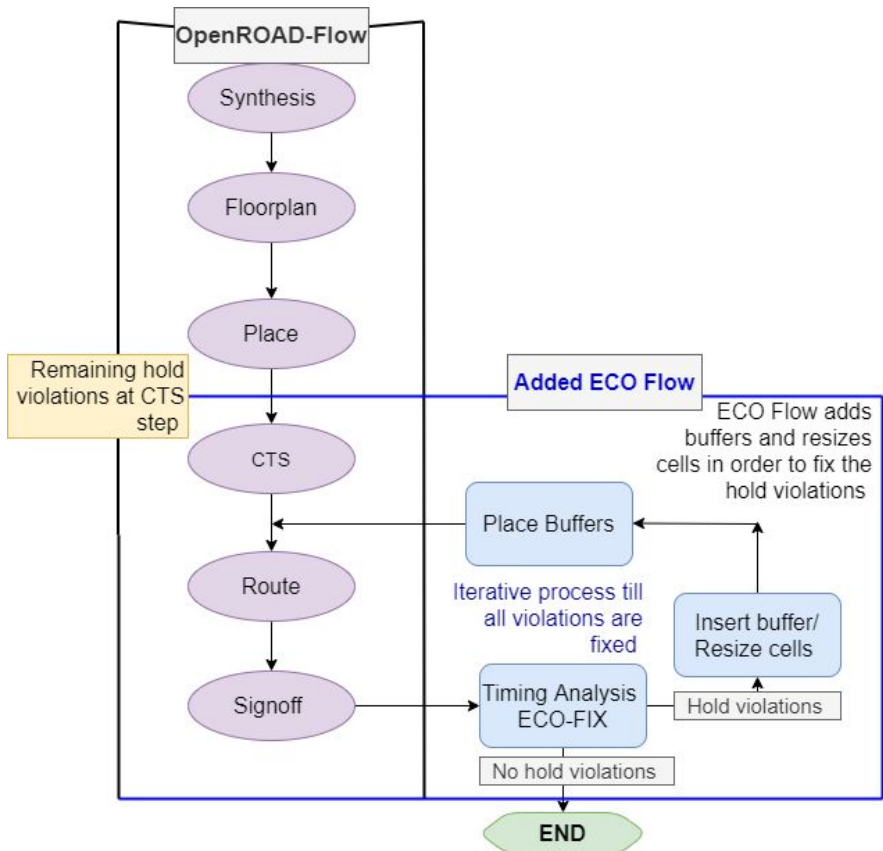 OpenROAD-Flow
Synthesis
Floorplan
Place
Remaining hold
violations at CTS
step
Added ECO Flow
ECO Flow adds
buffers and resizes
cells in order to fix the
hold violations
CTS
Place Buffers
Route
Iterative process till
all violations are
fixed
Insert buffer/
Resize cells
Signoff
Timing Analysis
ECO-FIX
Hold violations
No hold violations
END